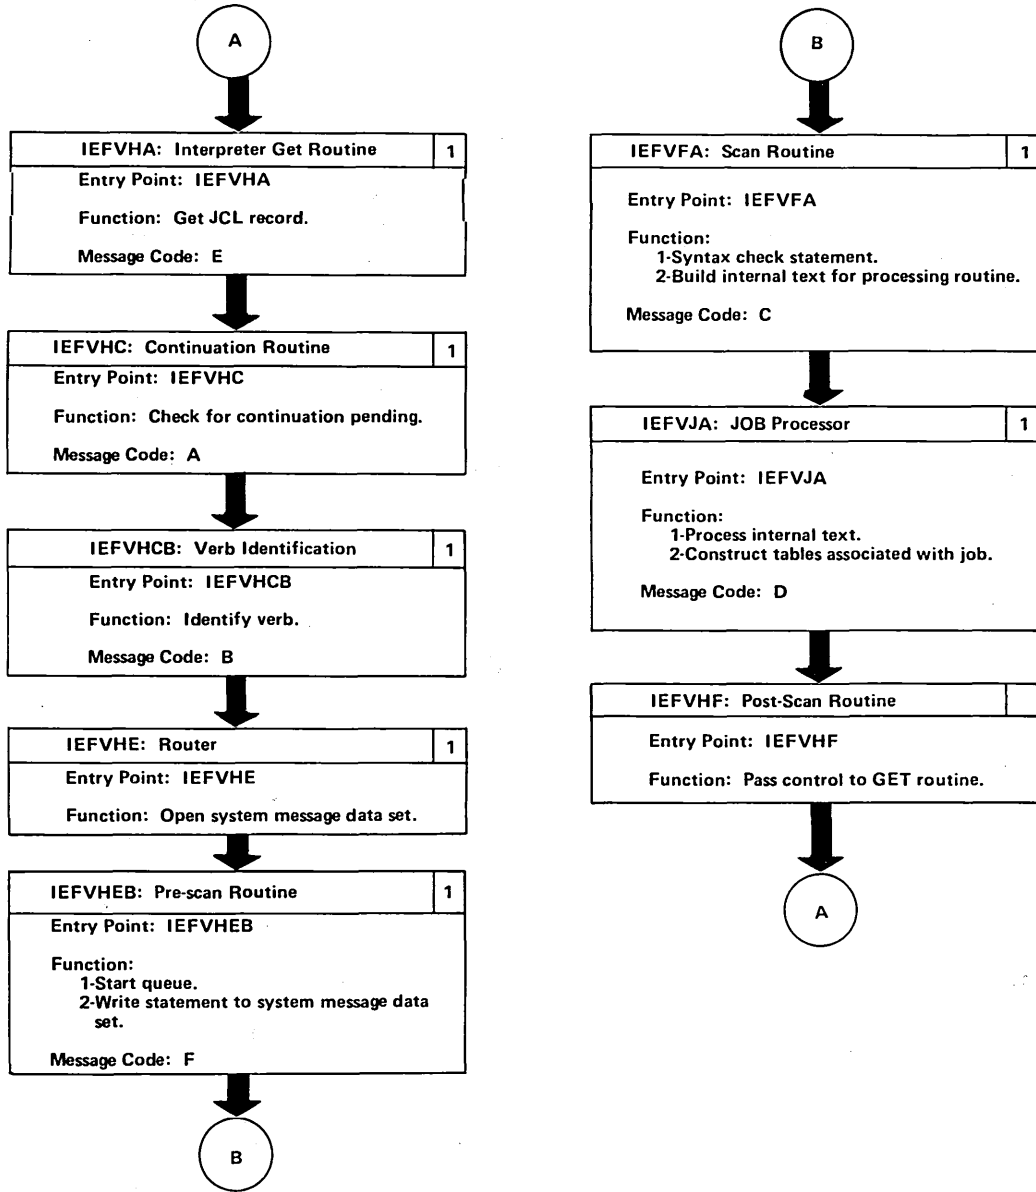 A
IEFVHA: Interpreter Get Routine 1
Entry Point: IEFVHA
Function: Get JCL record.
Message Code: E
IEFVHC: Continuation Routine 1
Entry Point: IEFVHC
Function: Check for continuation pending.
Message Code: A
IEFVHCB: Verb Identification 1
Entry Point: IEFVHCB
Function: Identify verb.
Message Code: B
IEFVHE: Router 1
Entry Point: IEFVHE
Function: Open system message data set.
IEFVHEB: Pre-scan Routine 1
Entry Point: IEFVHEB
Function:
1-Start queue.
2-Write statement to system message data
set.
Message Code: F
B
B
IEFVFA: Scan Routine 1
Entry Point: IEFVFA
Function:
1-Syntax check statement.
2-Build internal text for processing routine.
Message Code: C
IEFVJA: JOB Processor 1
Entry Point: IEFVJA
Function:
1-Process internal text.
2-Construct tables associated with job.
Message Code: D
IEFVHF: Post-Scan Routine
Entry Point: IEFVHF
Function: Pass control to GET routine.
A